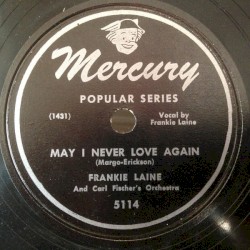 Mercury
POPULAR SERIES
(1431)
Vocal by
Frankie Laine
MAY I NEVER LOVE AGAIN
(Margo-Erickson)
FRANKIE LAINE
And Carl Fischer's Orchestra
5114